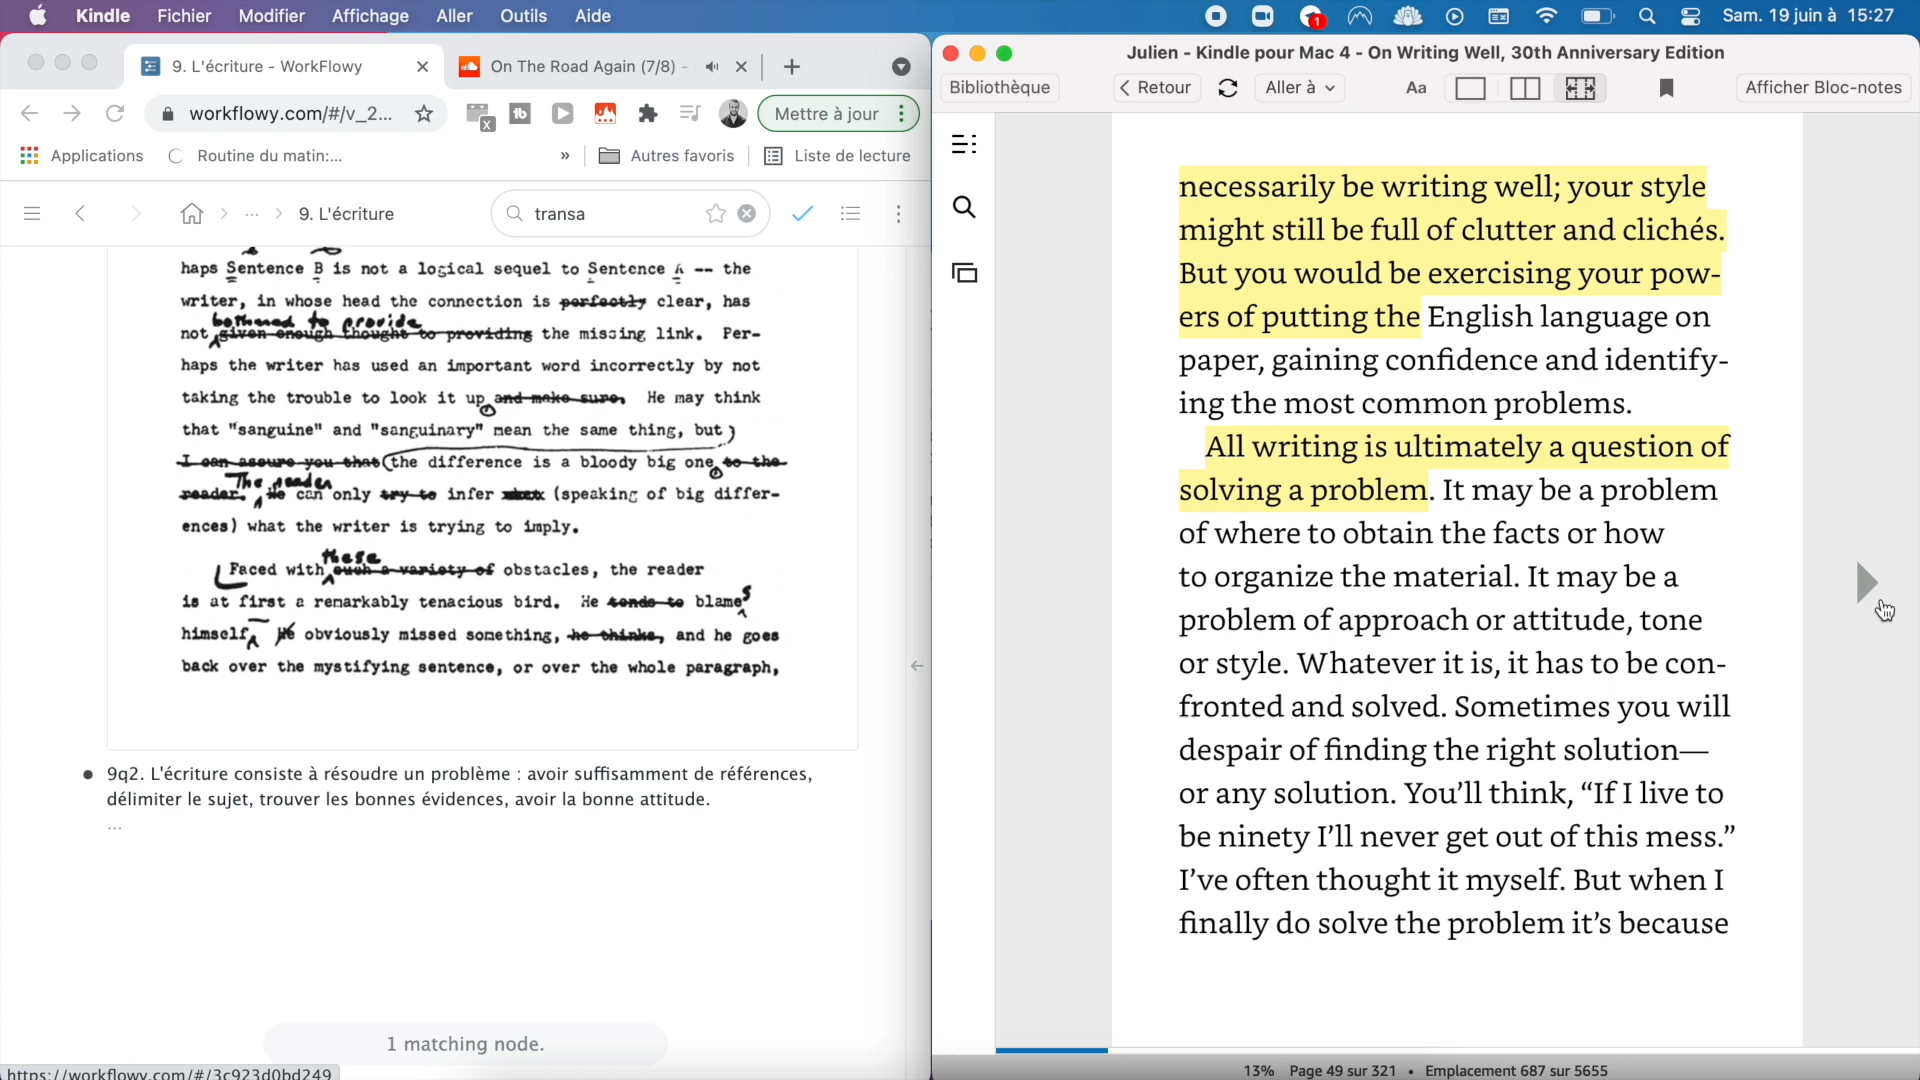 Kindle Fichier Modifier Affichage Aller Outils Aide
1
Sam. 19 juin à 15:27
9. L'écriture - WorkFlowy
On The Road Again (7/8) -
workflowy.com/#/v_2...
x
tb
Mettre à jour
Applications
Routine du matin:...
»
Autres favoris
Liste de lecture
9. L'écriture
transa
haps Sentence B is not a logical sequel to Sentence A -- the
writer, in whose head the connection is perfectly clear, has
bothered to provide
not given enough thought to providing the missing link. Per-
haps the writer has used an important word incorrectly by not
taking the trouble to look it up and make sure. He may think
that "sanguine" and "sanguinary" mean the same thing, but
I can assure you that the difference is a bloody big one to the
The reader
reader. He can only try to infer what (speaking of big differ-
ences) what the writer is trying to imply.
these
Faced with such a variety of obstacles, the reader
is at first a remarkably tenacious bird. He tends to blames
himself. He obviously missed something, he thinks, and he goes
back over the mystifying sentence, or over the whole paragraph,
9q2. L'écriture consiste à résoudre un problème : avoir suffisamment de références,
délimiter le sujet, trouver les bonnes évidences, avoir la bonne attitude.
...
1 matching node.
https://workflowy.com/#/3c923d0bd249
Julien - Kindle pour Mac 4 - On Writing Well, 30th Anniversary Edition
Bibliothèque
Retour
Aller à
Aa
Afficher Bloc-notes
necessarily be writing well; your style
might still be full of clutter and clichés.
But you would be exercising your pow-
ers of putting the English language on
paper, gaining confidence and identify-
ing the most common problems.
All writing is ultimately a question of
solving a problem. It may be a problem
of where to obtain the facts or how
to organize the material. It may be a
problem of approach or attitude, tone
or style. Whatever it is, it has to be con-
fronted and solved. Sometimes you will
despair of finding the right solution—
or any solution. You’ll think, “If I live to
be ninety I’ll never get out of this mess.”
I’ve often thought it myself. But when I
finally do solve the problem it’s because
13% Page 49 sur 321 • Emplacement 687 sur 5655